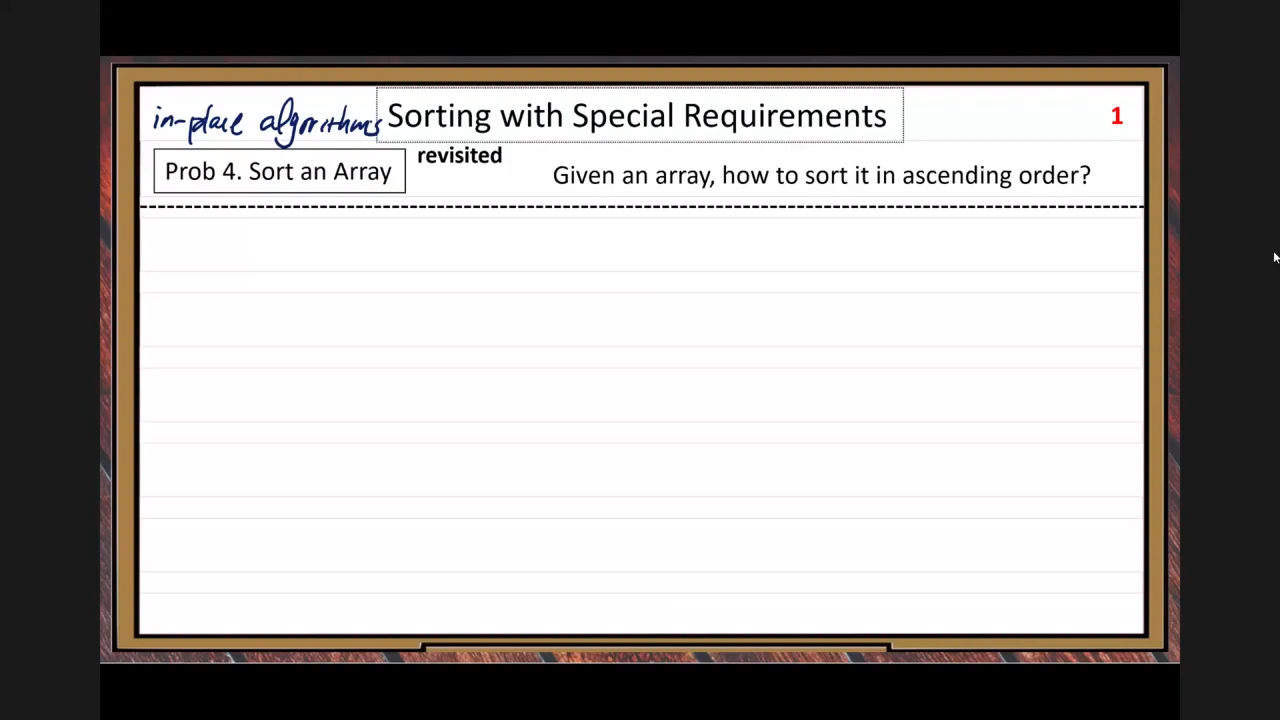 in-place algorithms Sorting with Special Requirements 1
Prob 4. Sort an Array revisited Given an array, how to sort it in ascending order?